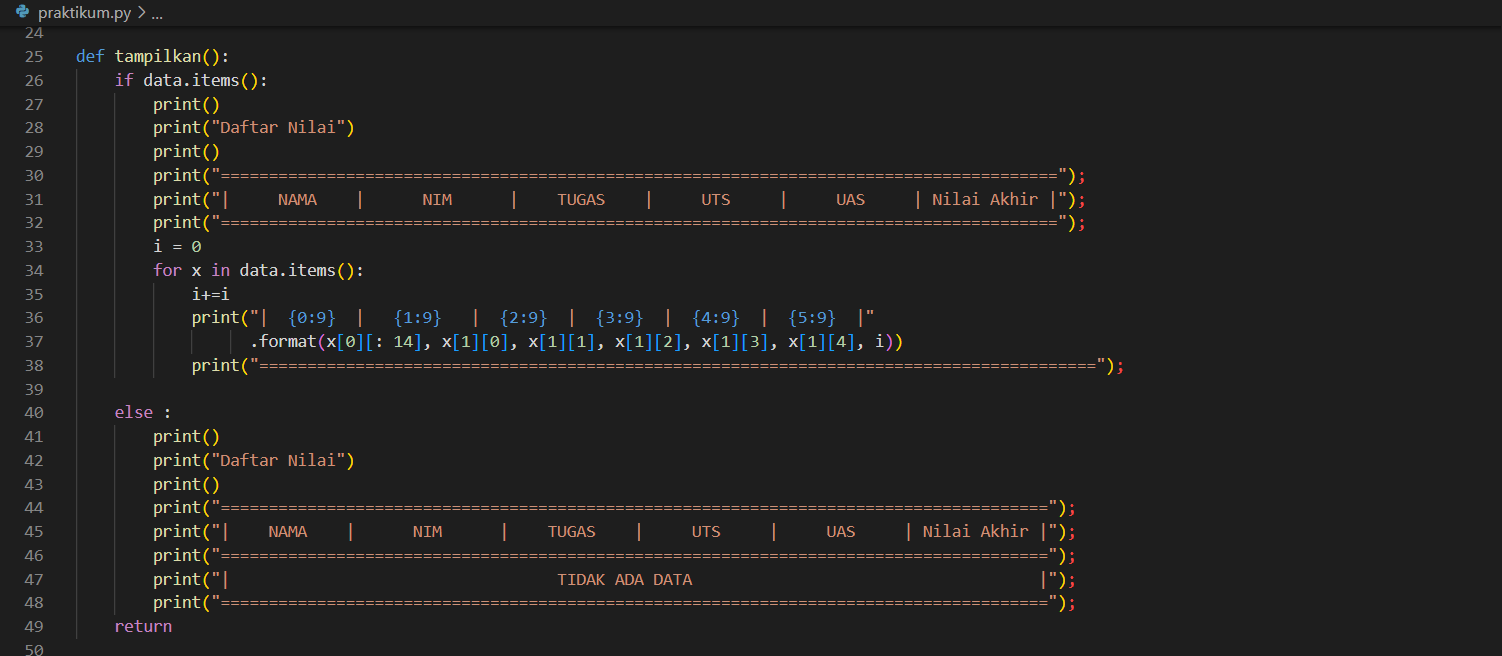 praktikum.py > ...
24
25 def tampilkan():
26     if data.items():
27         print()
28         print("Daftar Nilai")
29         print()
30         print("=======================================================================================");
31         print("|     NAMA    |      NIM      |    TUGAS    |     UTS     |     UAS     | Nilai Akhir |");
32         print("=======================================================================================");
33         i = 0
34         for x in data.items():
35             i+=i
36             print("|  {0:9}  |   {1:9}   |  {2:9}  |  {3:9}  |  {4:9}  |  {5:9}  |"
37                   .format(x[0][: 14], x[1][0], x[1][1], x[1][2], x[1][3], x[1][4], i))
38             print("=======================================================================================");
39
40     else :
41         print()
42         print("Daftar Nilai")
43         print()
44         print("======================================================================================");
45         print("|    NAMA    |      NIM      |    TUGAS    |     UTS     |     UAS     | Nilai Akhir |");
46         print("======================================================================================");
47         print("|                                  TIDAK ADA DATA                                    |");
48         print("======================================================================================");
49     return
50